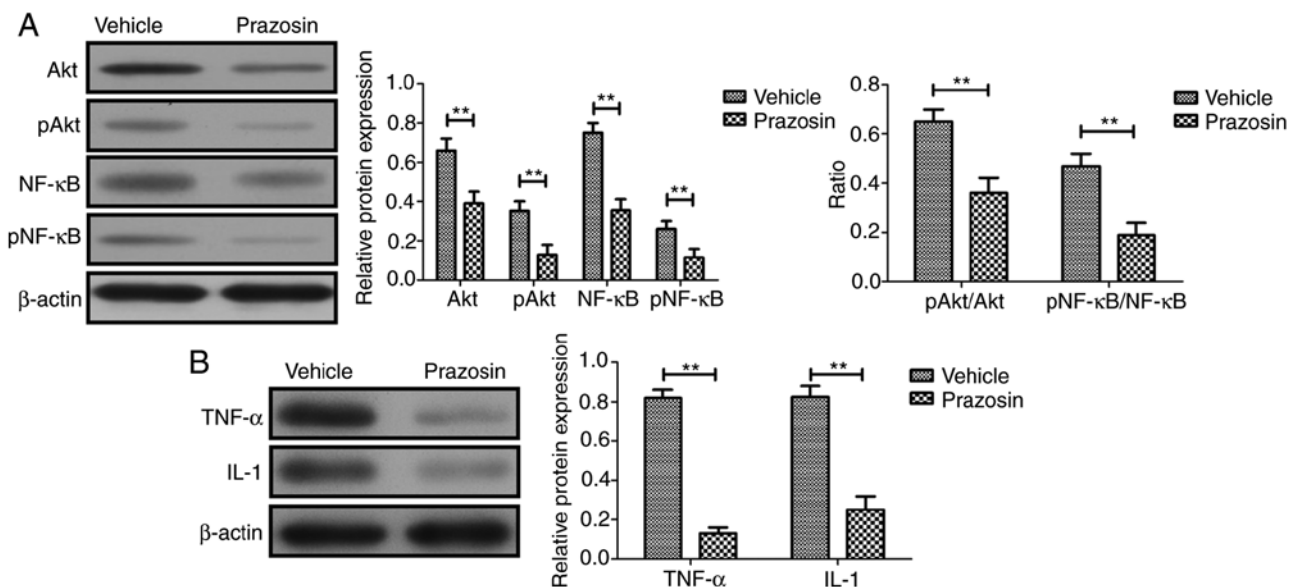 A
Vehicle Prazosin
Akt
pAkt
NF-κB
pNF-κB
β-actin
Relative protein expression
1.0
0.8
0.6
0.4
0.2
0.0
** ** ** **
Akt pAkt NF-κB pNF-κB
Vehicle
Prazosin
Ratio
0.8
0.6
0.4
0.2
0.0
** **
pAkt/Akt pNF-κB/NF-κB
Vehicle
Prazosin
B
Vehicle Prazosin
TNF-α
IL-1
β-actin
Relative protein expression
1.0
0.8
0.6
0.4
0.2
0.0
** **
TNF-α IL-1
Vehicle
Prazosin